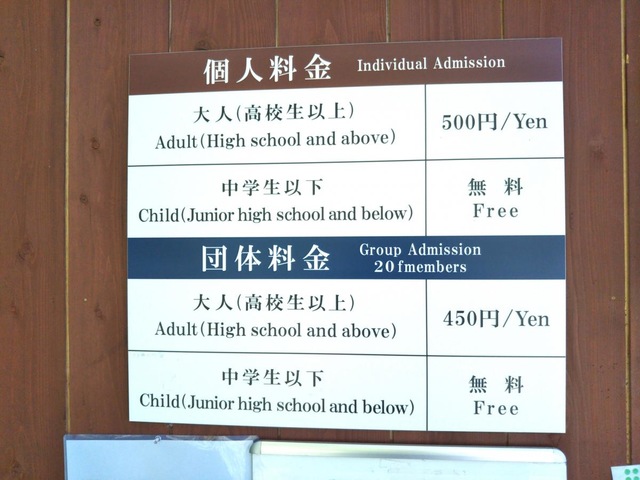 個人料金 Individual Admission
大人(高校生以上)
Adult(High school and above)
500円/Yen
中学生以下
Child(Junior high school and below)
無料
Free
団体料金 Group Admission
20fmembers
大人(高校生以上)
Adult(High school and above)
450円/Yen
中学生以下
Child(Junior high school and below)
無料
Free